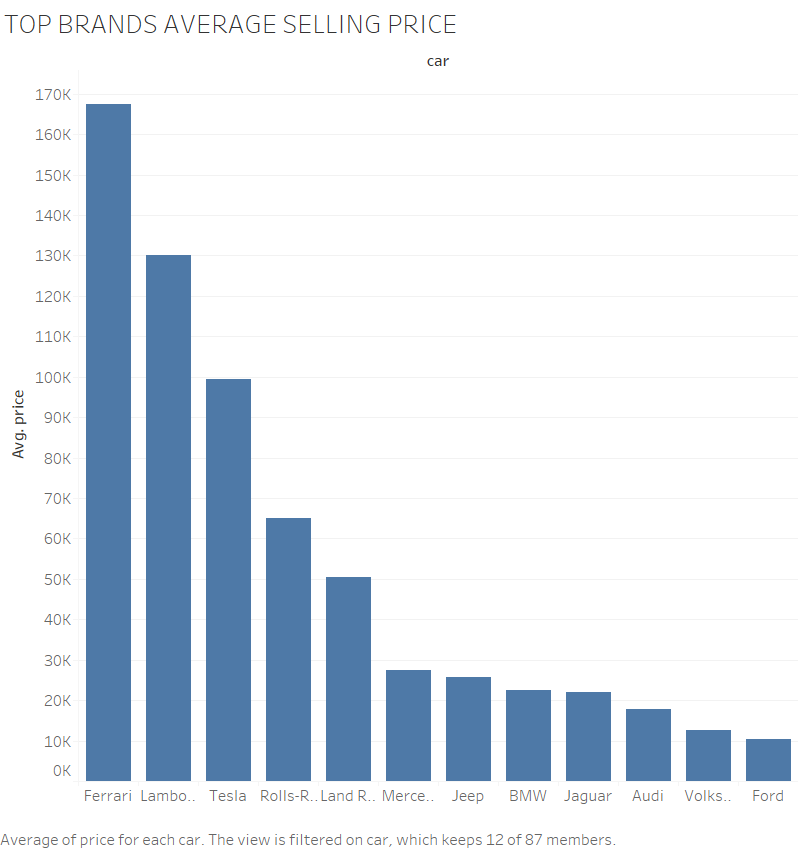 TOP BRANDS AVERAGE SELLING PRICE
car
170K
160K
150K
140K
130K
120K
110K
100K
90K
80K
70K
60K
50K
40K
30K
20K
10K
0K
Avg. price
Ferrari Lambo.. Tesla Rolls-R.. Land R.. Merce.. Jeep BMW Jaguar Audi Volks.. Ford
Average of price for each car. The view is filtered on car, which keeps 12 of 87 members.